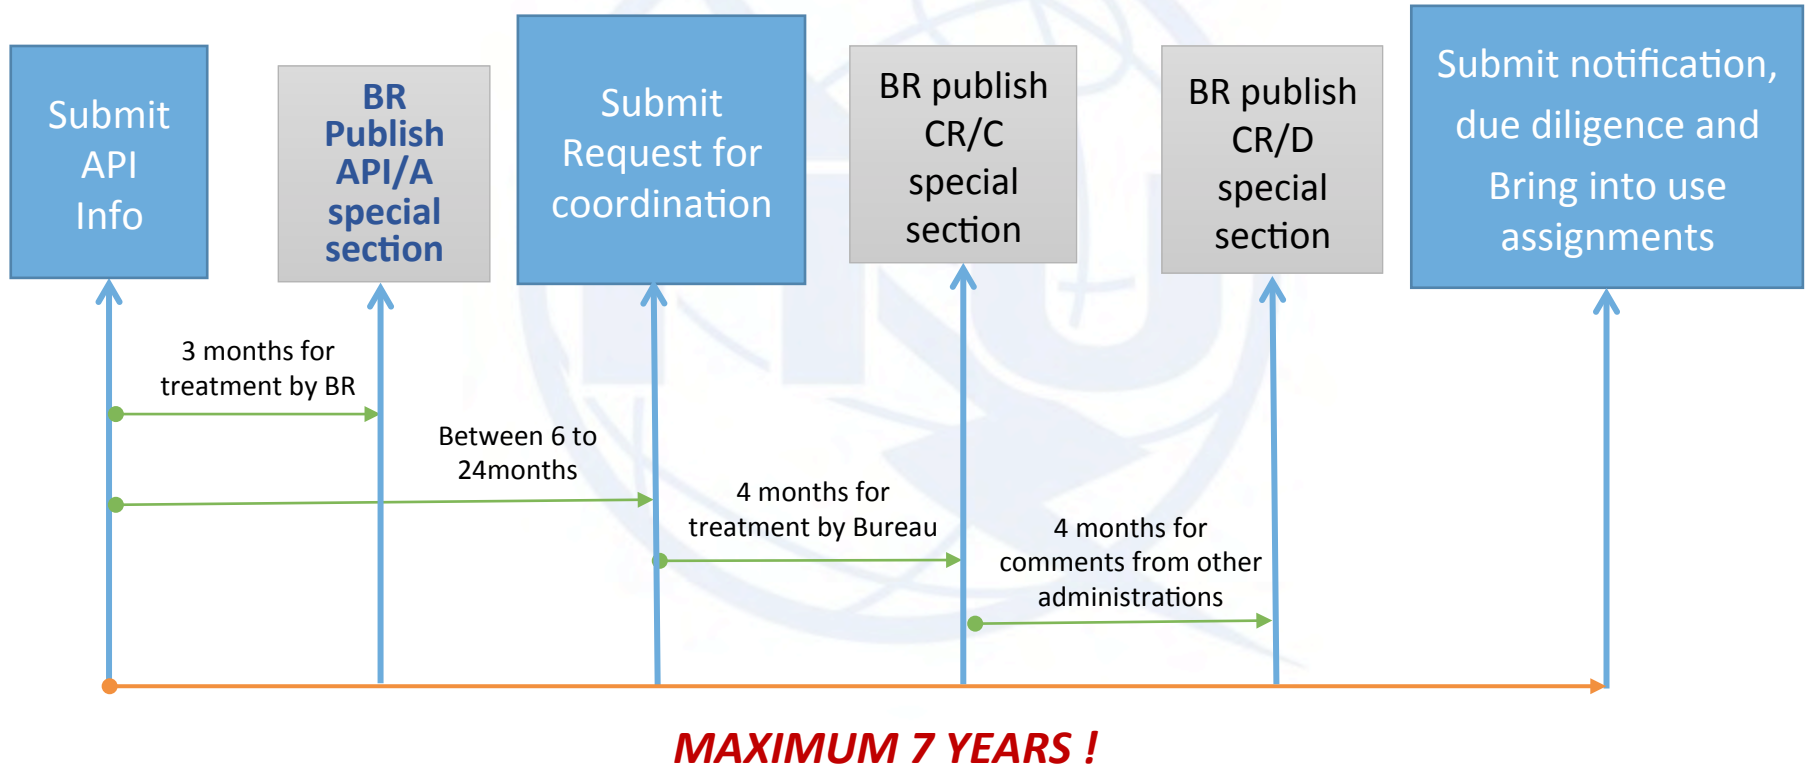 Submit
API
Info
BR
Publish
API/A
special
section
Submit
Request for
coordination
BR publish
CR/C
special
section
BR publish
CR/D
special
section
Submit notification,
due diligence and
Bring into use
assignments
3 months for
treatment by BR
Between 6 to
24months
4 months for
treatment by Bureau
4 months for
comments from other
administrations
MAXIMUM 7 YEARS !
ITU